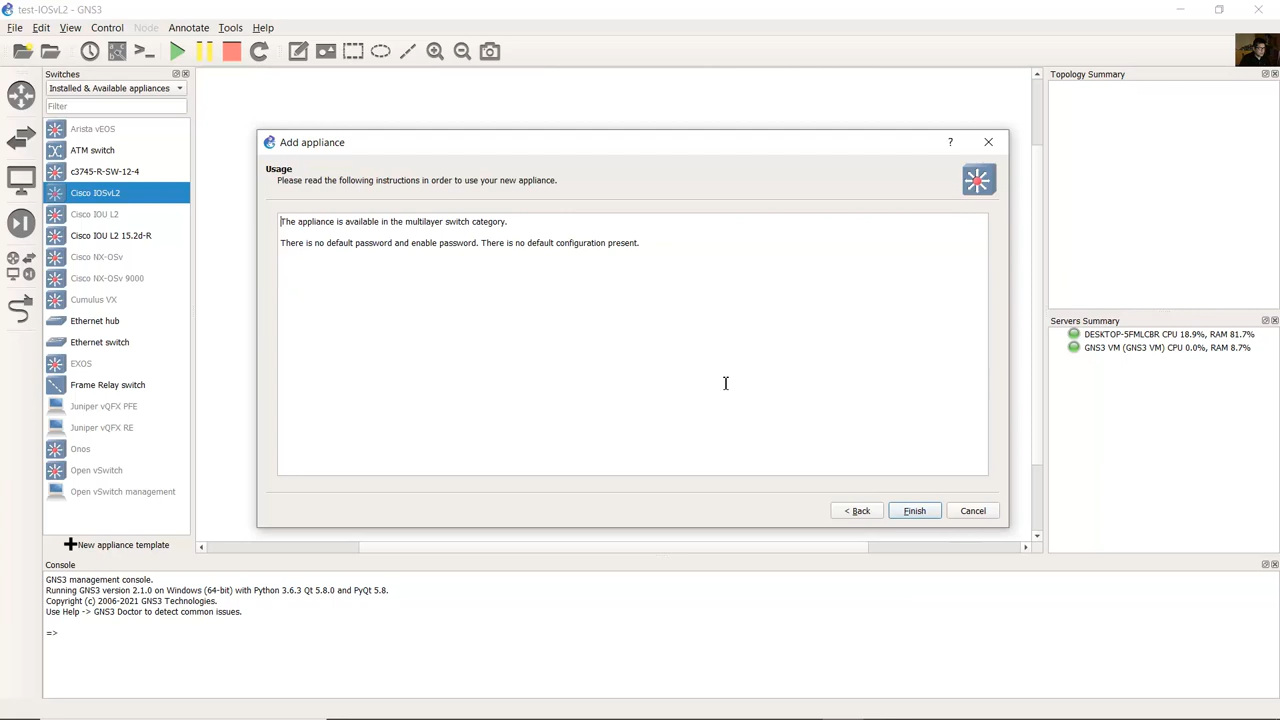 test-IOSvL2 - GNS3
File Edit View Control Node Annotate Tools Help
Switches
Installed & Available appliances
Filter
Arista vEOS
ATM switch
c3745-R-SW-12-4
Cisco IOSvL2
Cisco IOU L2
Cisco IOU L2 15.2d-R
Cisco NX-OSv
Cisco NX-OSv 9000
Cumulus VX
Ethernet hub
Ethernet switch
EXOS
Frame Relay switch
Juniper vQFX PFE
Juniper vQFX RE
Onos
Open vSwitch
Open vSwitch management
New appliance template
Add appliance
Usage
Please read the following instructions in order to use your new appliance.
The appliance is available in the multilayer switch category.
There is no default password and enable password. There is no default configuration present.
< Back Finish Cancel
Topology Summary
Servers Summary
DESKTOP-5FMLCBR CPU 18.9%, RAM 81.7%
GNS3 VM (GNS3 VM) CPU 0.0%, RAM 8.7%
Console
GNS3 management console.
Running GNS3 version 2.1.0 on Windows (64-bit) with Python 3.6.3 Qt 5.8.0 and PyQt 5.8.
Copyright (c) 2006-2021 GNS3 Technologies.
Use Help -> GNS3 Doctor to detect common issues.
=>